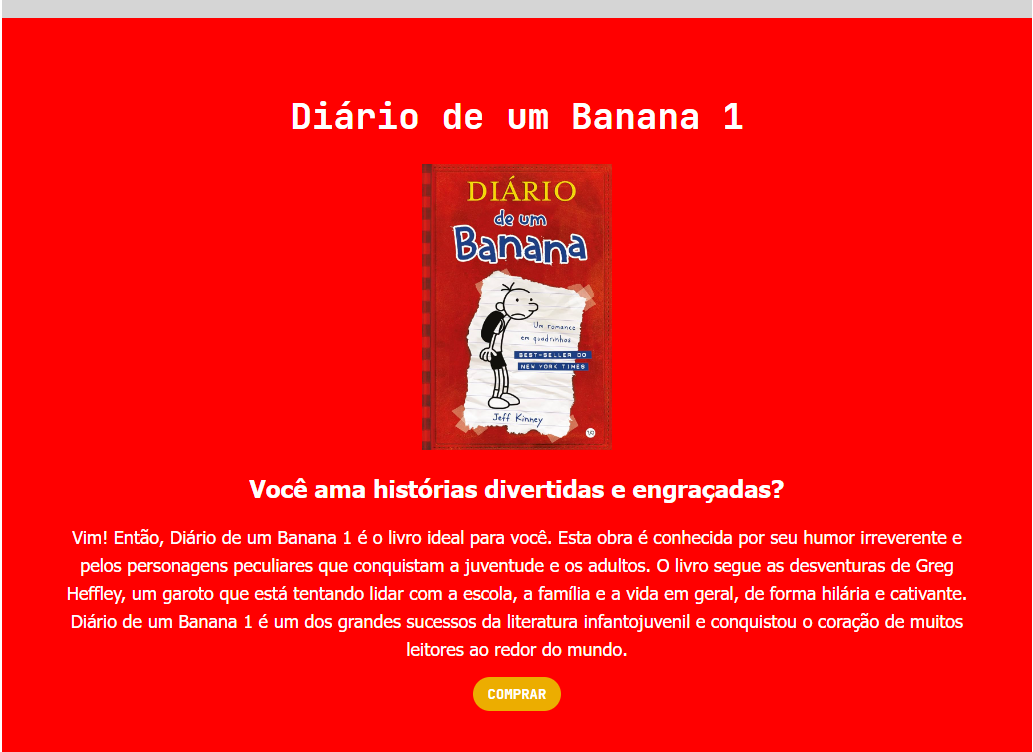 Diário de um Banana 1
DIÁRIO
de um
Banana
Um romance
em quadrinhos
BEST-SELLER DO
NEW YORK TIMES
Jeff Kinney
Você ama histórias divertidas e engraçadas?
Vim! Então, Diário de um Banana 1 é o livro ideal para você. Esta obra é conhecida por seu humor irreverente e
pelos personagens peculiares que conquistam a juventude e os adultos. O livro segue as desventuras de Greg
Heffley, um garoto que está tentando lidar com a escola, a família e a vida em geral, de forma hilária e cativante.
Diário de um Banana 1 é um dos grandes sucessos da literatura infantojuvenil e conquistou o coração de muitos
leitores ao redor do mundo.
COMPRAR